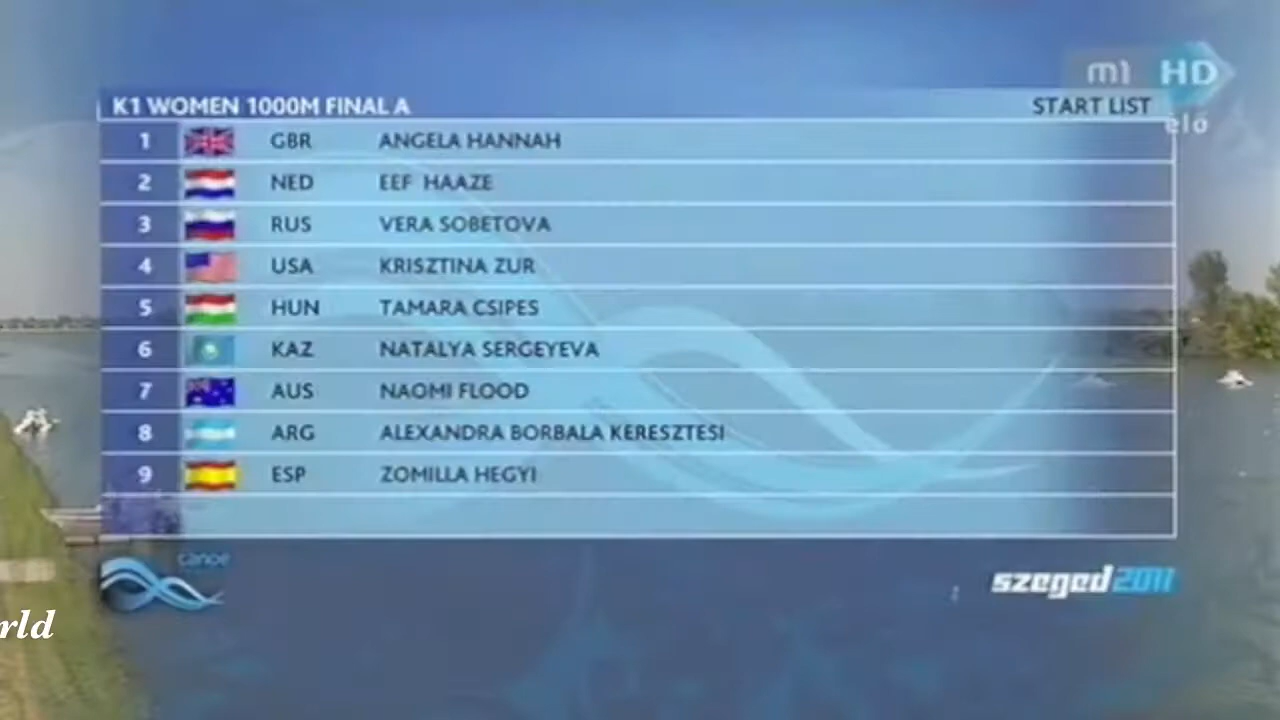 m1 HD
élő
K1 WOMEN 1000M FINAL A START LIST
1 GBR ANGELA HANNAH
2 NED EEF HAAZE
3 RUS VERA SOBETOVA
4 USA KRISZTINA ZUR
5 HUN TAMARA CSIPES
6 KAZ NATALYA SERGEYEVA
7 AUS NAOMI FLOOD
8 ARG ALEXANDRA BORBALA KERESZTESI
9 ESP ZOMILLA HEGYI
canoe
szeged2011
rld